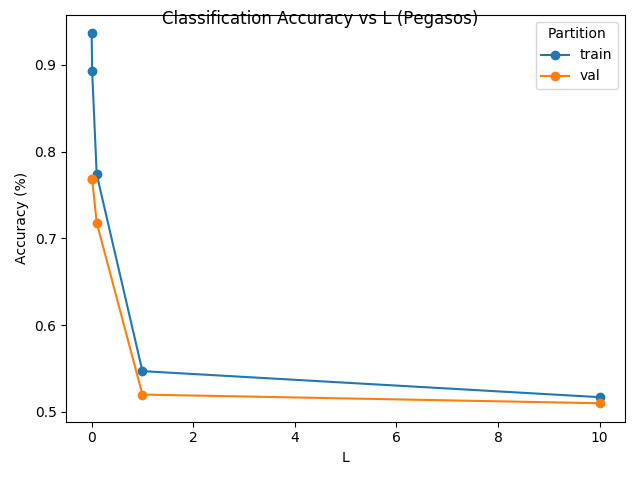 Classification Accuracy vs L (Pegasos)
Partition
train
val
Accuracy (%)
0.9
0.8
0.7
0.6
0.5
0 2 4 6 8 10
L